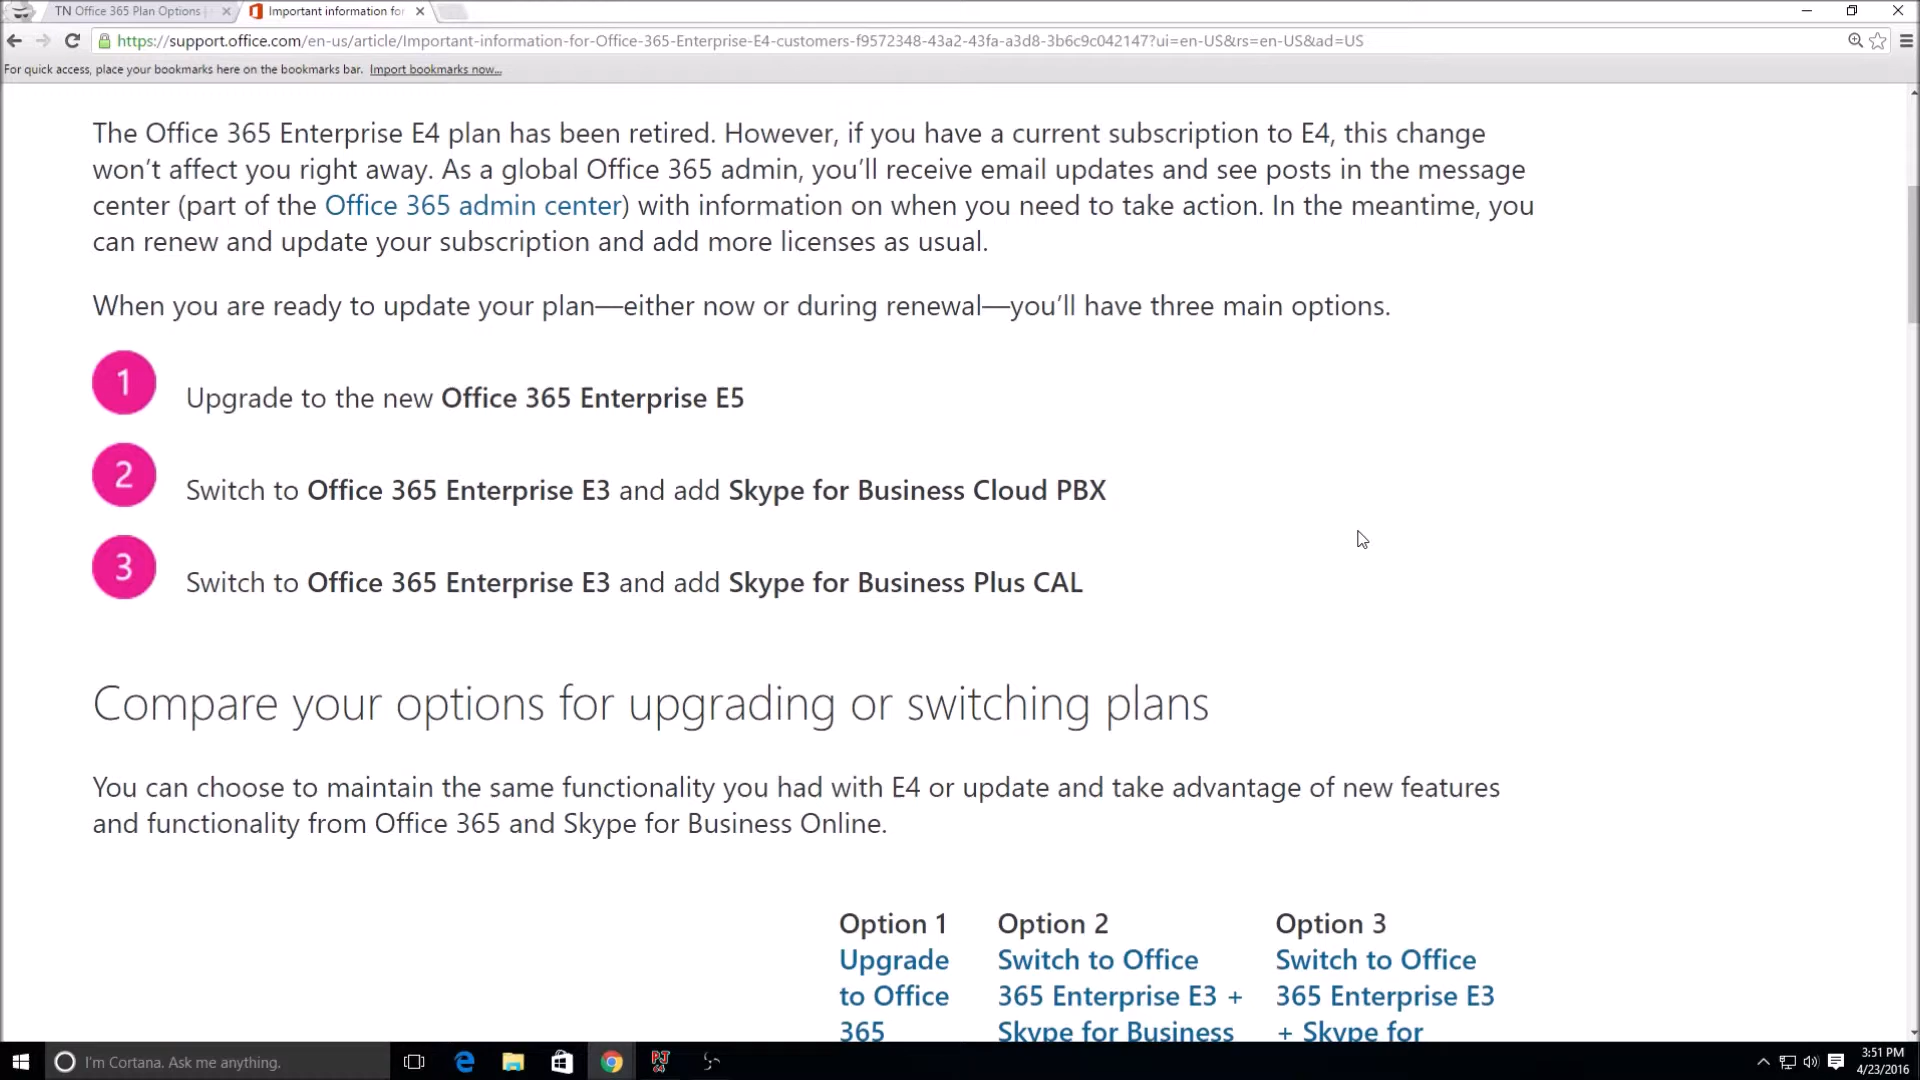 TN Office 365 Plan Options
Important information for
https://support.office.com/en-us/article/Important-information-for-Office-365-Enterprise-E4-customers-f9572348-43a2-43fa-a3d8-3b6c9c042147?ui=en-US&rs=en-US&ad=US
For quick access, place your bookmarks here on the bookmarks bar. Import bookmarks now...
The Office 365 Enterprise E4 plan has been retired. However, if you have a current subscription to E4, this change
won’t affect you right away. As a global Office 365 admin, you’ll receive email updates and see posts in the message
center (part of the Office 365 admin center) with information on when you need to take action. In the meantime, you
can renew and update your subscription and add more licenses as usual.
When you are ready to update your plan—either now or during renewal—you’ll have three main options.
1
Upgrade to the new Office 365 Enterprise E5
2
Switch to Office 365 Enterprise E3 and add Skype for Business Cloud PBX
3
Switch to Office 365 Enterprise E3 and add Skype for Business Plus CAL
Compare your options for upgrading or switching plans
You can choose to maintain the same functionality you had with E4 or update and take advantage of new features
and functionality from Office 365 and Skype for Business Online.
Option 1
Upgrade
to Office
365
Option 2
Switch to Office
365 Enterprise E3 +
Skype for Business
Option 3
Switch to Office
365 Enterprise E3
+ Skype for
I'm Cortana. Ask me anything.
PJ
64
3:51 PM
4/23/2016